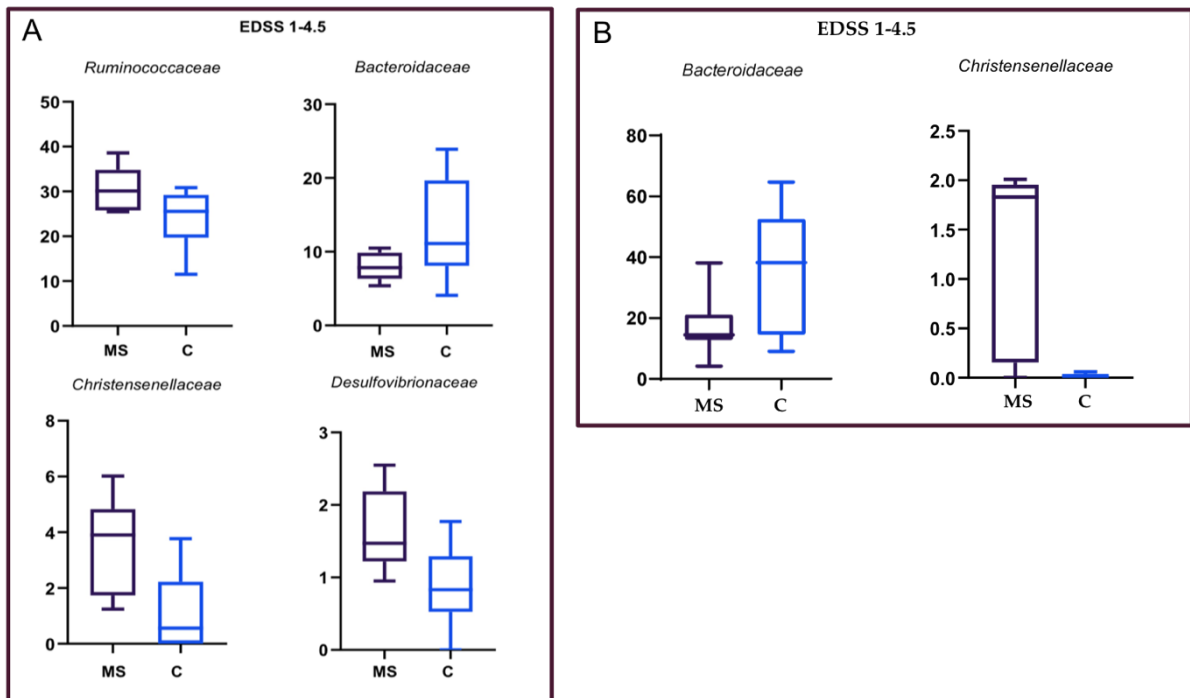 A
EDSS 1-4.5
Ruminococcaceae
50
40
30
20
10
0
MS C
Bacteroidaceae
30
20
10
0
MS C
Christensenellaceae
8
6
4
2
0
MS C
Desulfovibrionaceae
3
2
1
0
MS C
B
EDSS 1-4.5
Bacteroidaceae
80
60
40
20
0
MS C
Christensenellaceae
2.5
2.0
1.5
1.0
0.5
0.0
MS C